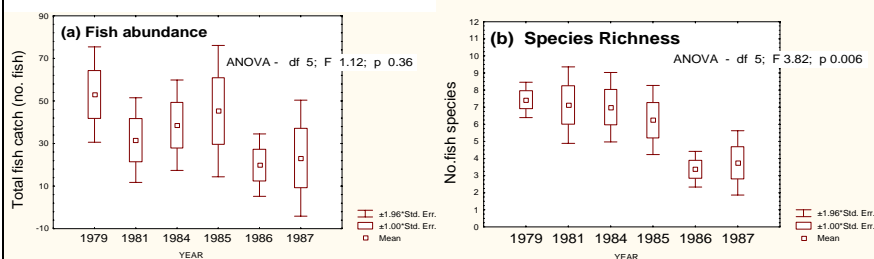 (a) Fish abundance
ANOVA - df 5; F 1.12; p 0.36
Total fish catch (no. fish)
90
70
50
30
10
-10
1979 1981 1984 1985 1986 1987
YEAR
±1.96*Std. Err.
±1.00*Std. Err.
Mean
(b) Species Richness
ANOVA - df 5; F 3.82; p 0.006
No.fish species
12
11
10
9
8
7
6
5
4
3
2
1
0
1979 1981 1984 1985 1986 1987
YEAR
±1.96*Std. Err.
±1.00*Std. Err.
Mean